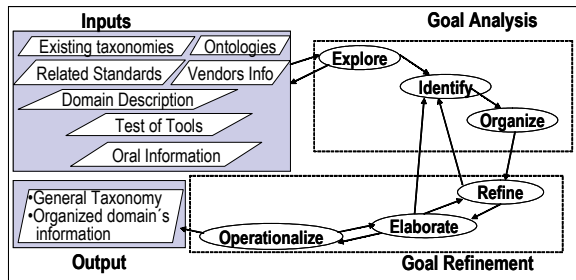 Inputs
Existing taxonomies
Ontologies
Related Standards
Vendors Info
Domain Description
Test of Tools
Oral Information
Goal Analysis
Explore
Identify
Organize
•General Taxonomy
•Organized domain´s
information
Output
Refine
Elaborate
Operationalize
Goal Refinement